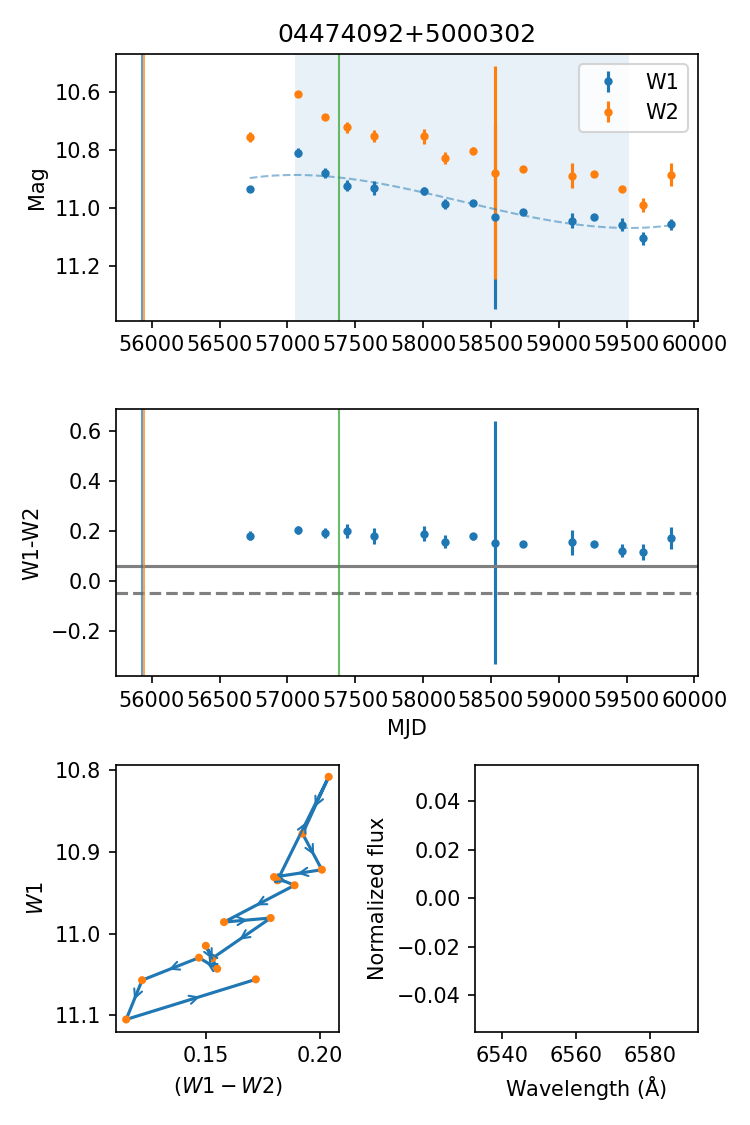 04474092+5000302
Mag
10.6
10.8
11.0
11.2
W1
W2
56000 56500 57000 57500 58000 58500 59000 59500 60000
W1-W2
0.6
0.4
0.2
0.0
−0.2
56000 56500 57000 57500 58000 58500 59000 59500 60000
MJD
W1
10.8
10.9
11.0
11.1
0.15 0.20
(W1 − W2)
Normalized flux
0.04
0.02
0.00
−0.02
−0.04
6540 6560 6580
Wavelength (Å)